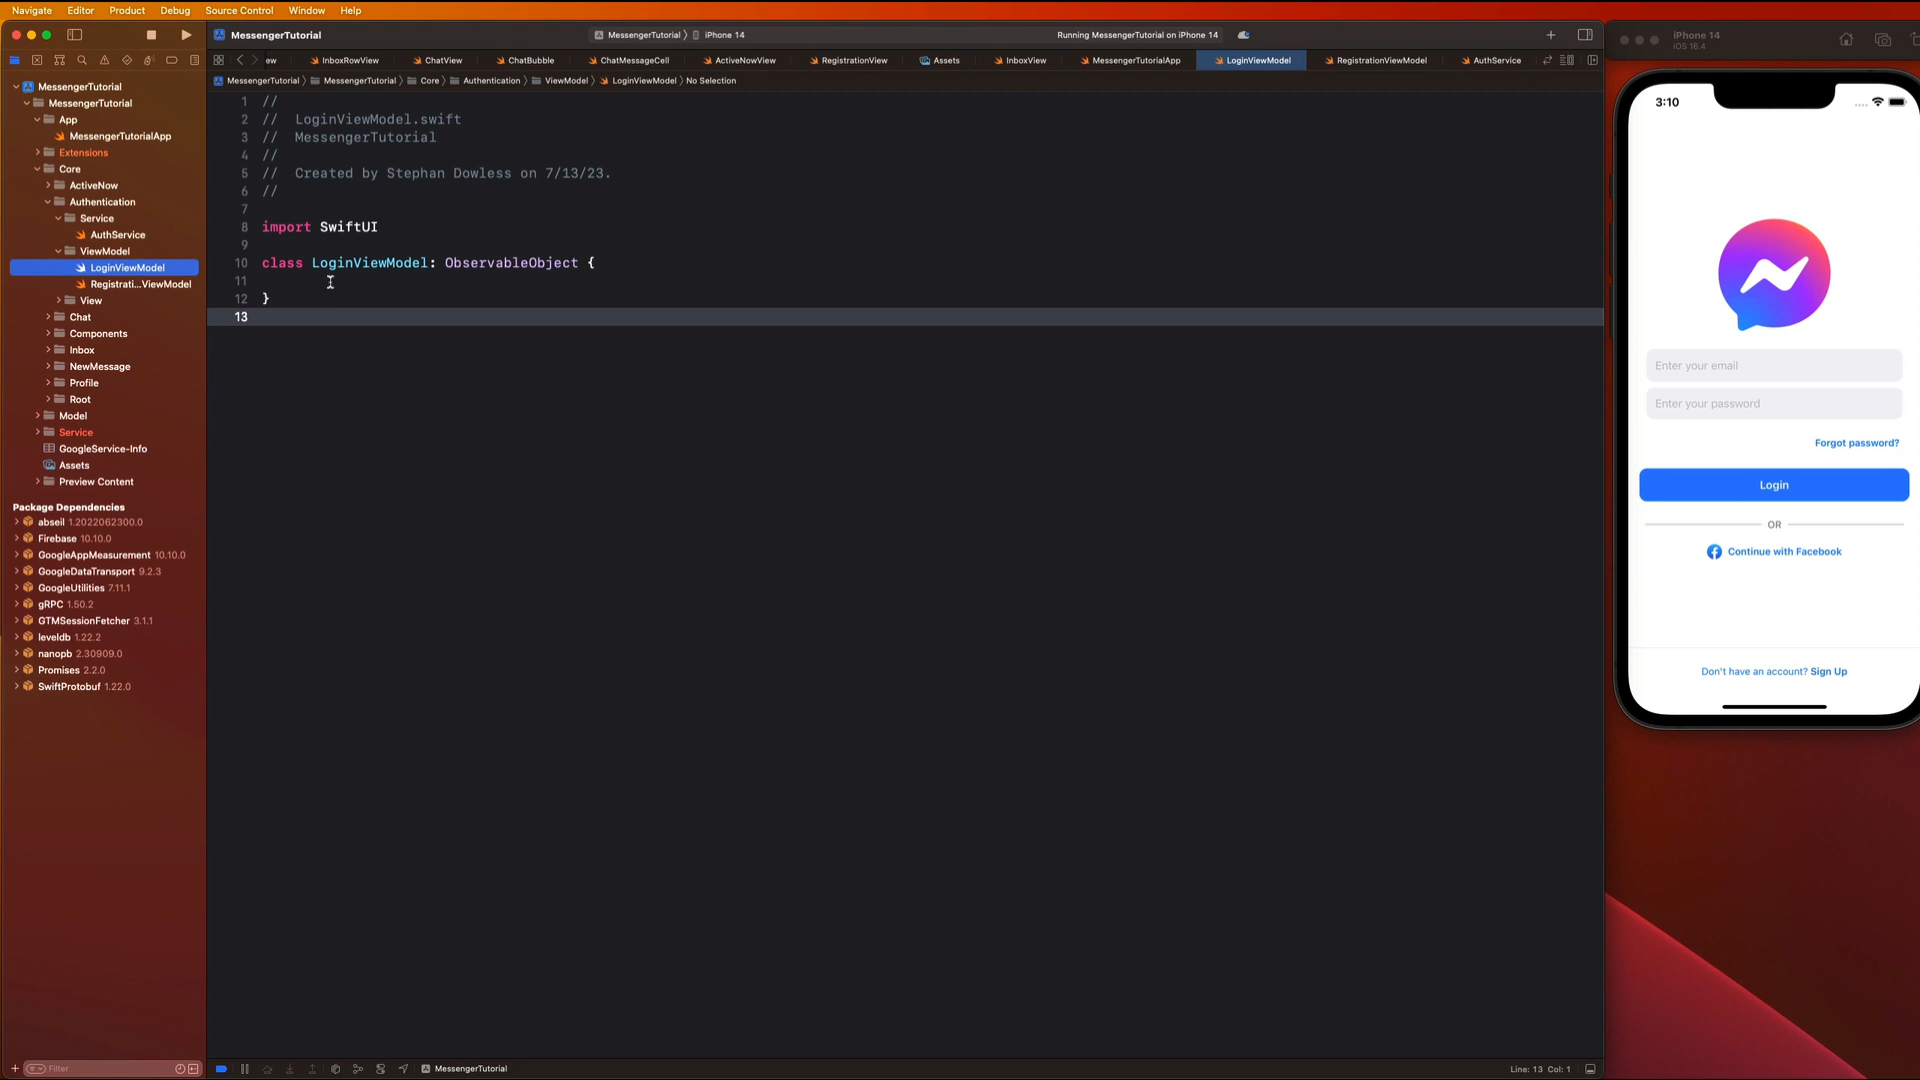 Navigate Editor Product Debug Source Control Window Help
MessengerTutorial
MessengerTutorial 〉 iPhone 14
Running MessengerTutorial on iPhone 14
ew InboxRowView ChatView ChatBubble ChatMessageCell ActiveNowView RegistrationView Assets InboxView MessengerTutorialApp LoginViewModel RegistrationViewModel AuthService
MessengerTutorial 〉 MessengerTutorial 〉 Core 〉 Authentication 〉 ViewModel 〉 LoginViewModel 〉 No Selection
MessengerTutorial
MessengerTutorial
App
MessengerTutorialApp
Extensions
Core
ActiveNow
Authentication
Service
AuthService
ViewModel
LoginViewModel
Registrati...ViewModel
View
Chat
Components
Inbox
NewMessage
Profile
Root
Model
Service
GoogleService-Info
Assets
Preview Content
Package Dependencies
abseil 1.2022062300.0
Firebase 10.10.0
GoogleAppMeasurement 10.10.0
GoogleDataTransport 9.2.3
GoogleUtilities 7.11.1
gRPC 1.50.2
GTMSessionFetcher 3.1.1
leveldb 1.22.2
nanopb 2.30909.0
Promises 2.2.0
SwiftProtobuf 1.22.0
Filter
1 //
2 // LoginViewModel.swift
3 // MessengerTutorial
4 //
5 // Created by Stephan Dowless on 7/13/23.
6 //
7
8 import SwiftUI
9
10 class LoginViewModel: ObservableObject {
11
12 }
13
MessengerTutorial
Line: 13 Col: 1
iPhone 14
iOS 16.4
3:10
Enter your email
Enter your password
Forgot password?
Login
OR
Continue with Facebook
Don't have an account? Sign Up